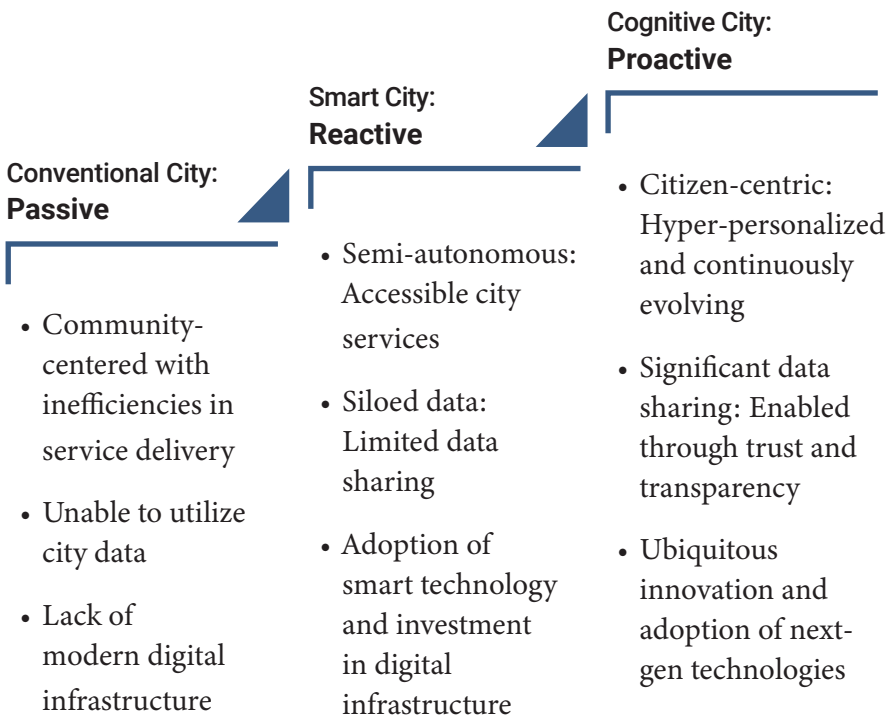 Conventional City:
Passive
• Community-
centered with
inefficiencies in
service delivery
• Unable to utilize
city data
• Lack of
modern digital
infrastructure
Smart City:
Reactive
• Semi-autonomous:
Accessible city
services
• Siloed data:
Limited data
sharing
• Adoption of
smart technology
and investment
in digital
infrastructure
Cognitive City:
Proactive
• Citizen-centric:
Hyper-personalized
and continuously
evolving
• Significant data
sharing: Enabled
through trust and
transparency
• Ubiquitous
innovation and
adoption of next-
gen technologies